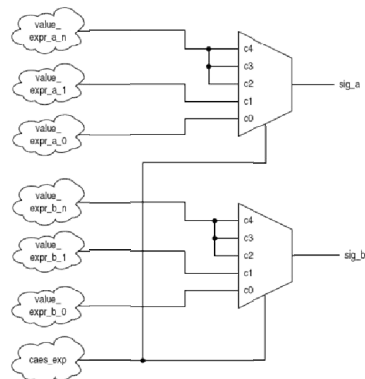 value_
expr_a_n
value_
expr_a_1
value_
expr_a_0
c4
c3
c2
c1
c0
sig_a
value_
expr_b_n
value_
expr_b_1
value_
expr_b_0
c4
c3
c2
c1
c0
sig_b
caes_exp